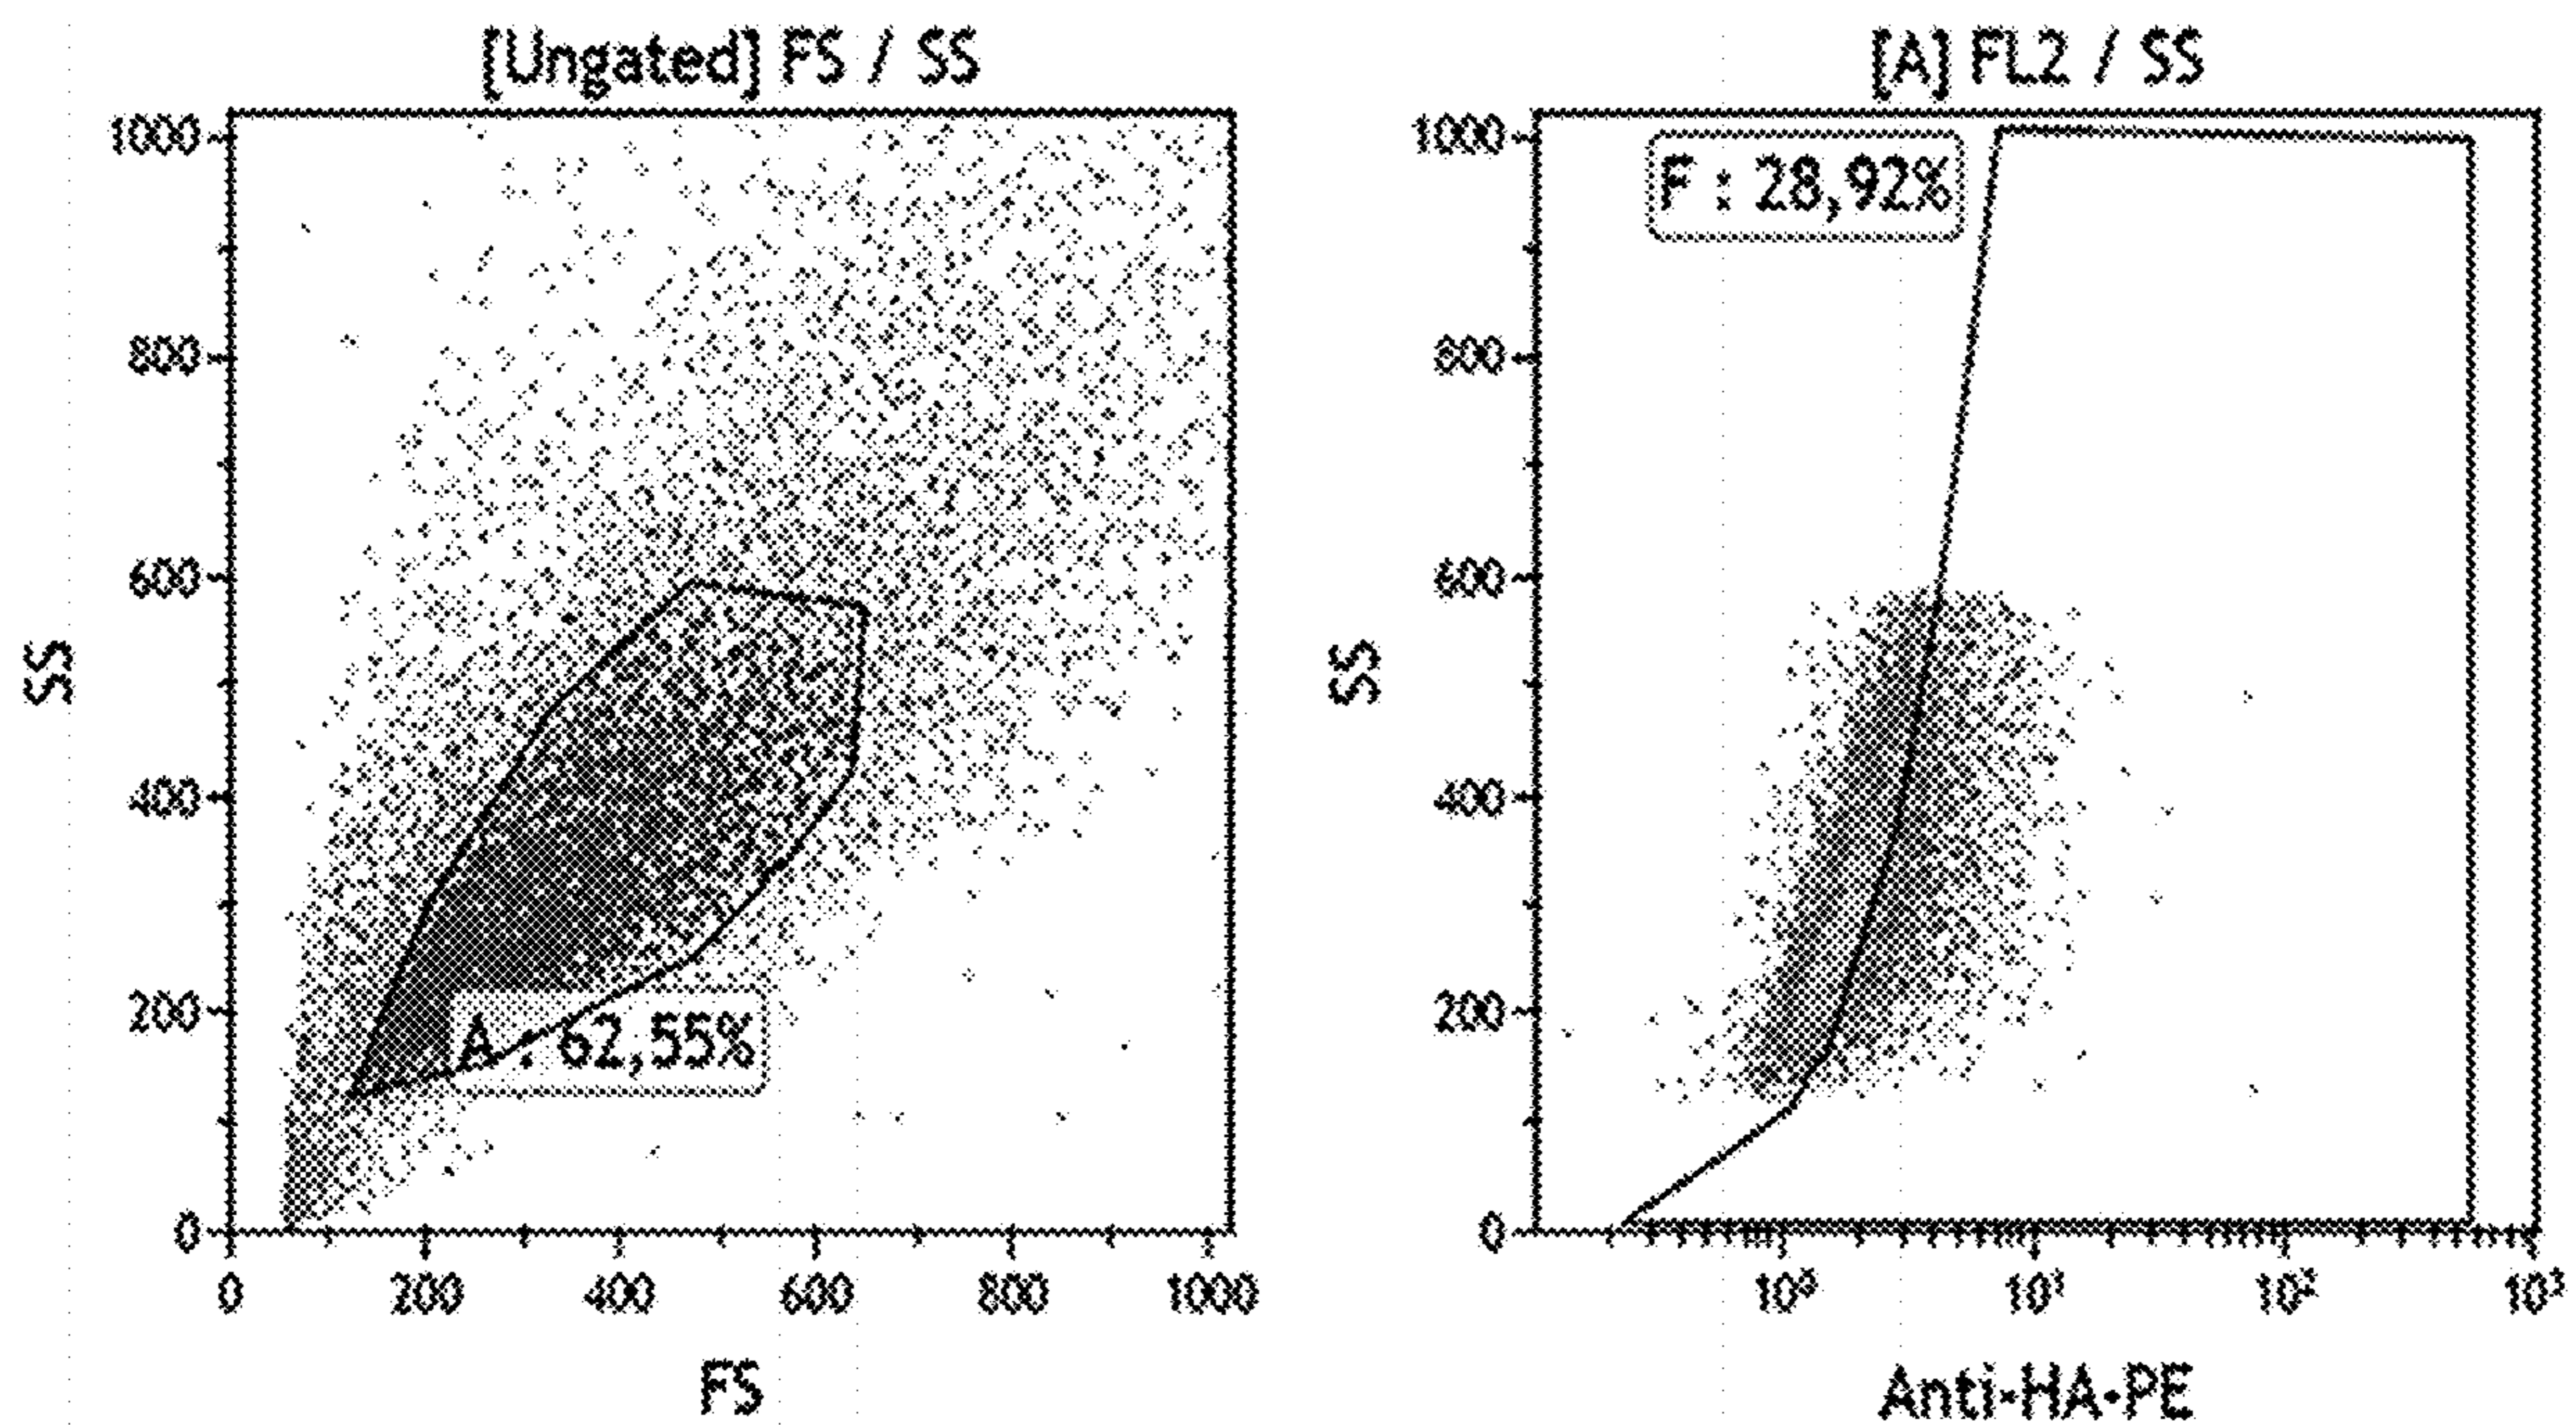 [Ungated] FS / SS
1000
800
600
400
200
0
SS
A : 62,55%
0 200 400 600 800 1000
FS
[A] FL2 / SS
1000
800
600
400
200
0
SS
F : 28,92%
10⁰ 10¹ 10² 10³
Anti-HA-PE